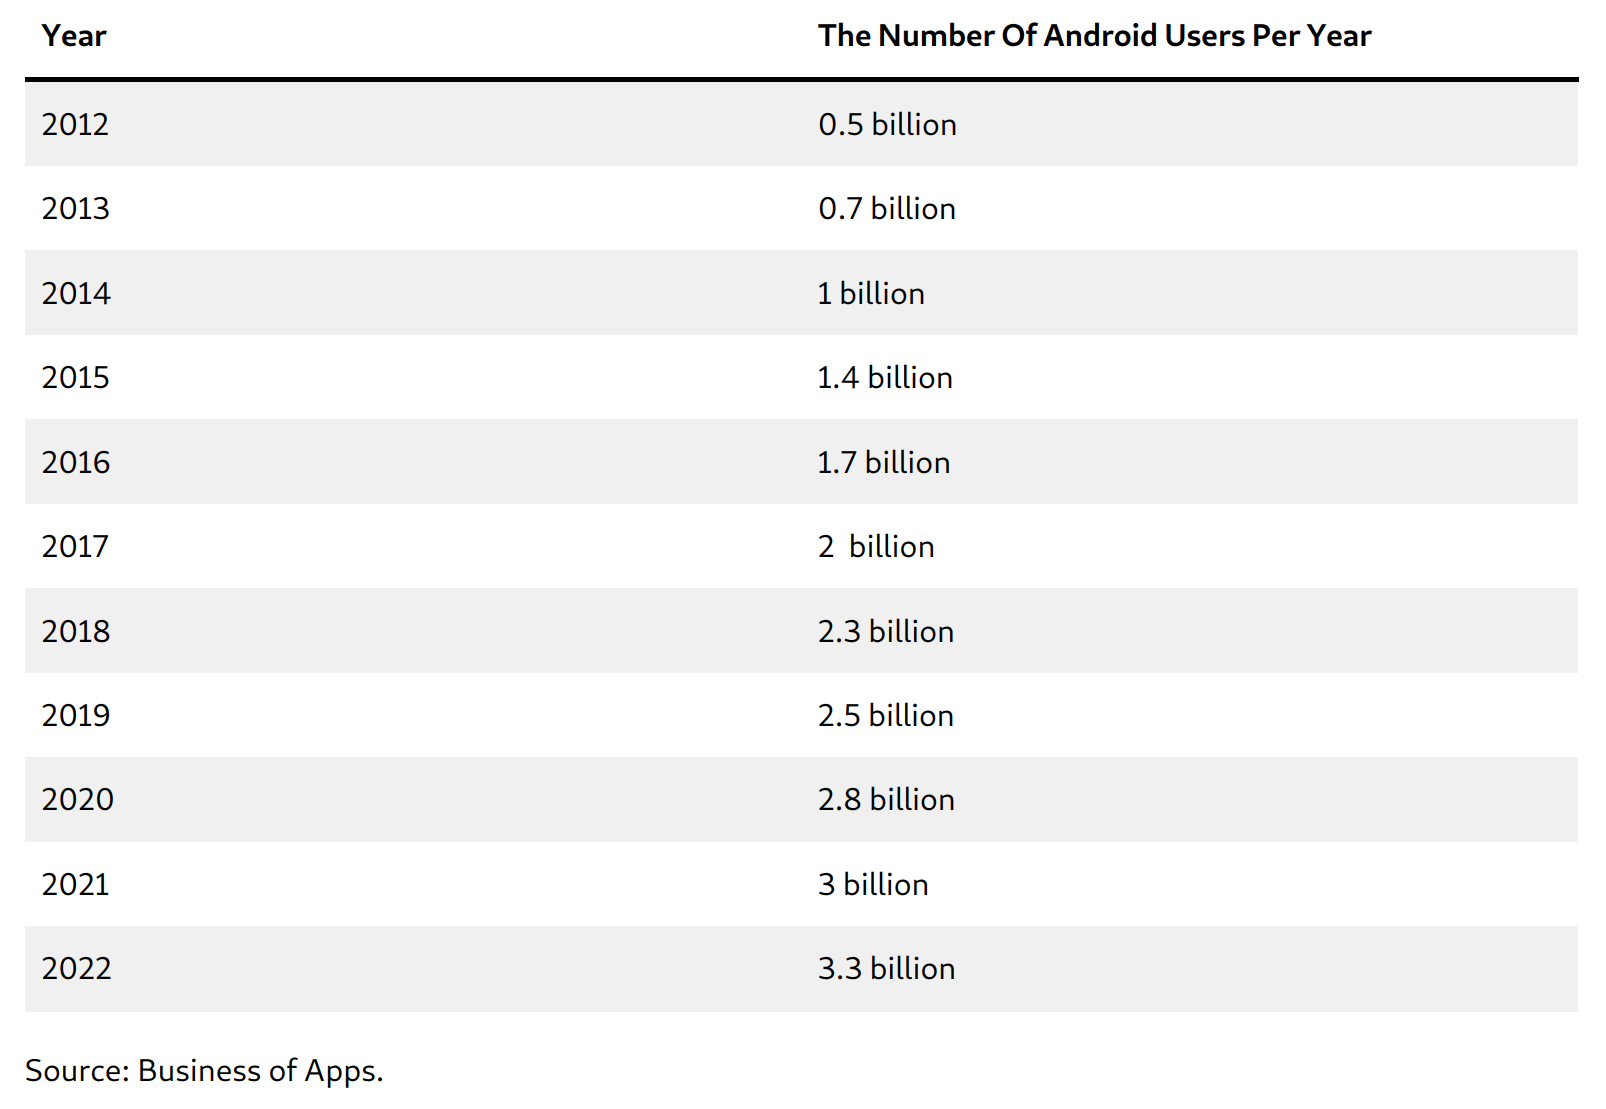 Year The Number Of Android Users Per Year
2012 0.5 billion
2013 0.7 billion
2014 1 billion
2015 1.4 billion
2016 1.7 billion
2017 2  billion
2018 2.3 billion
2019 2.5 billion
2020 2.8 billion
2021 3 billion
2022 3.3 billion
Source: Business of Apps.